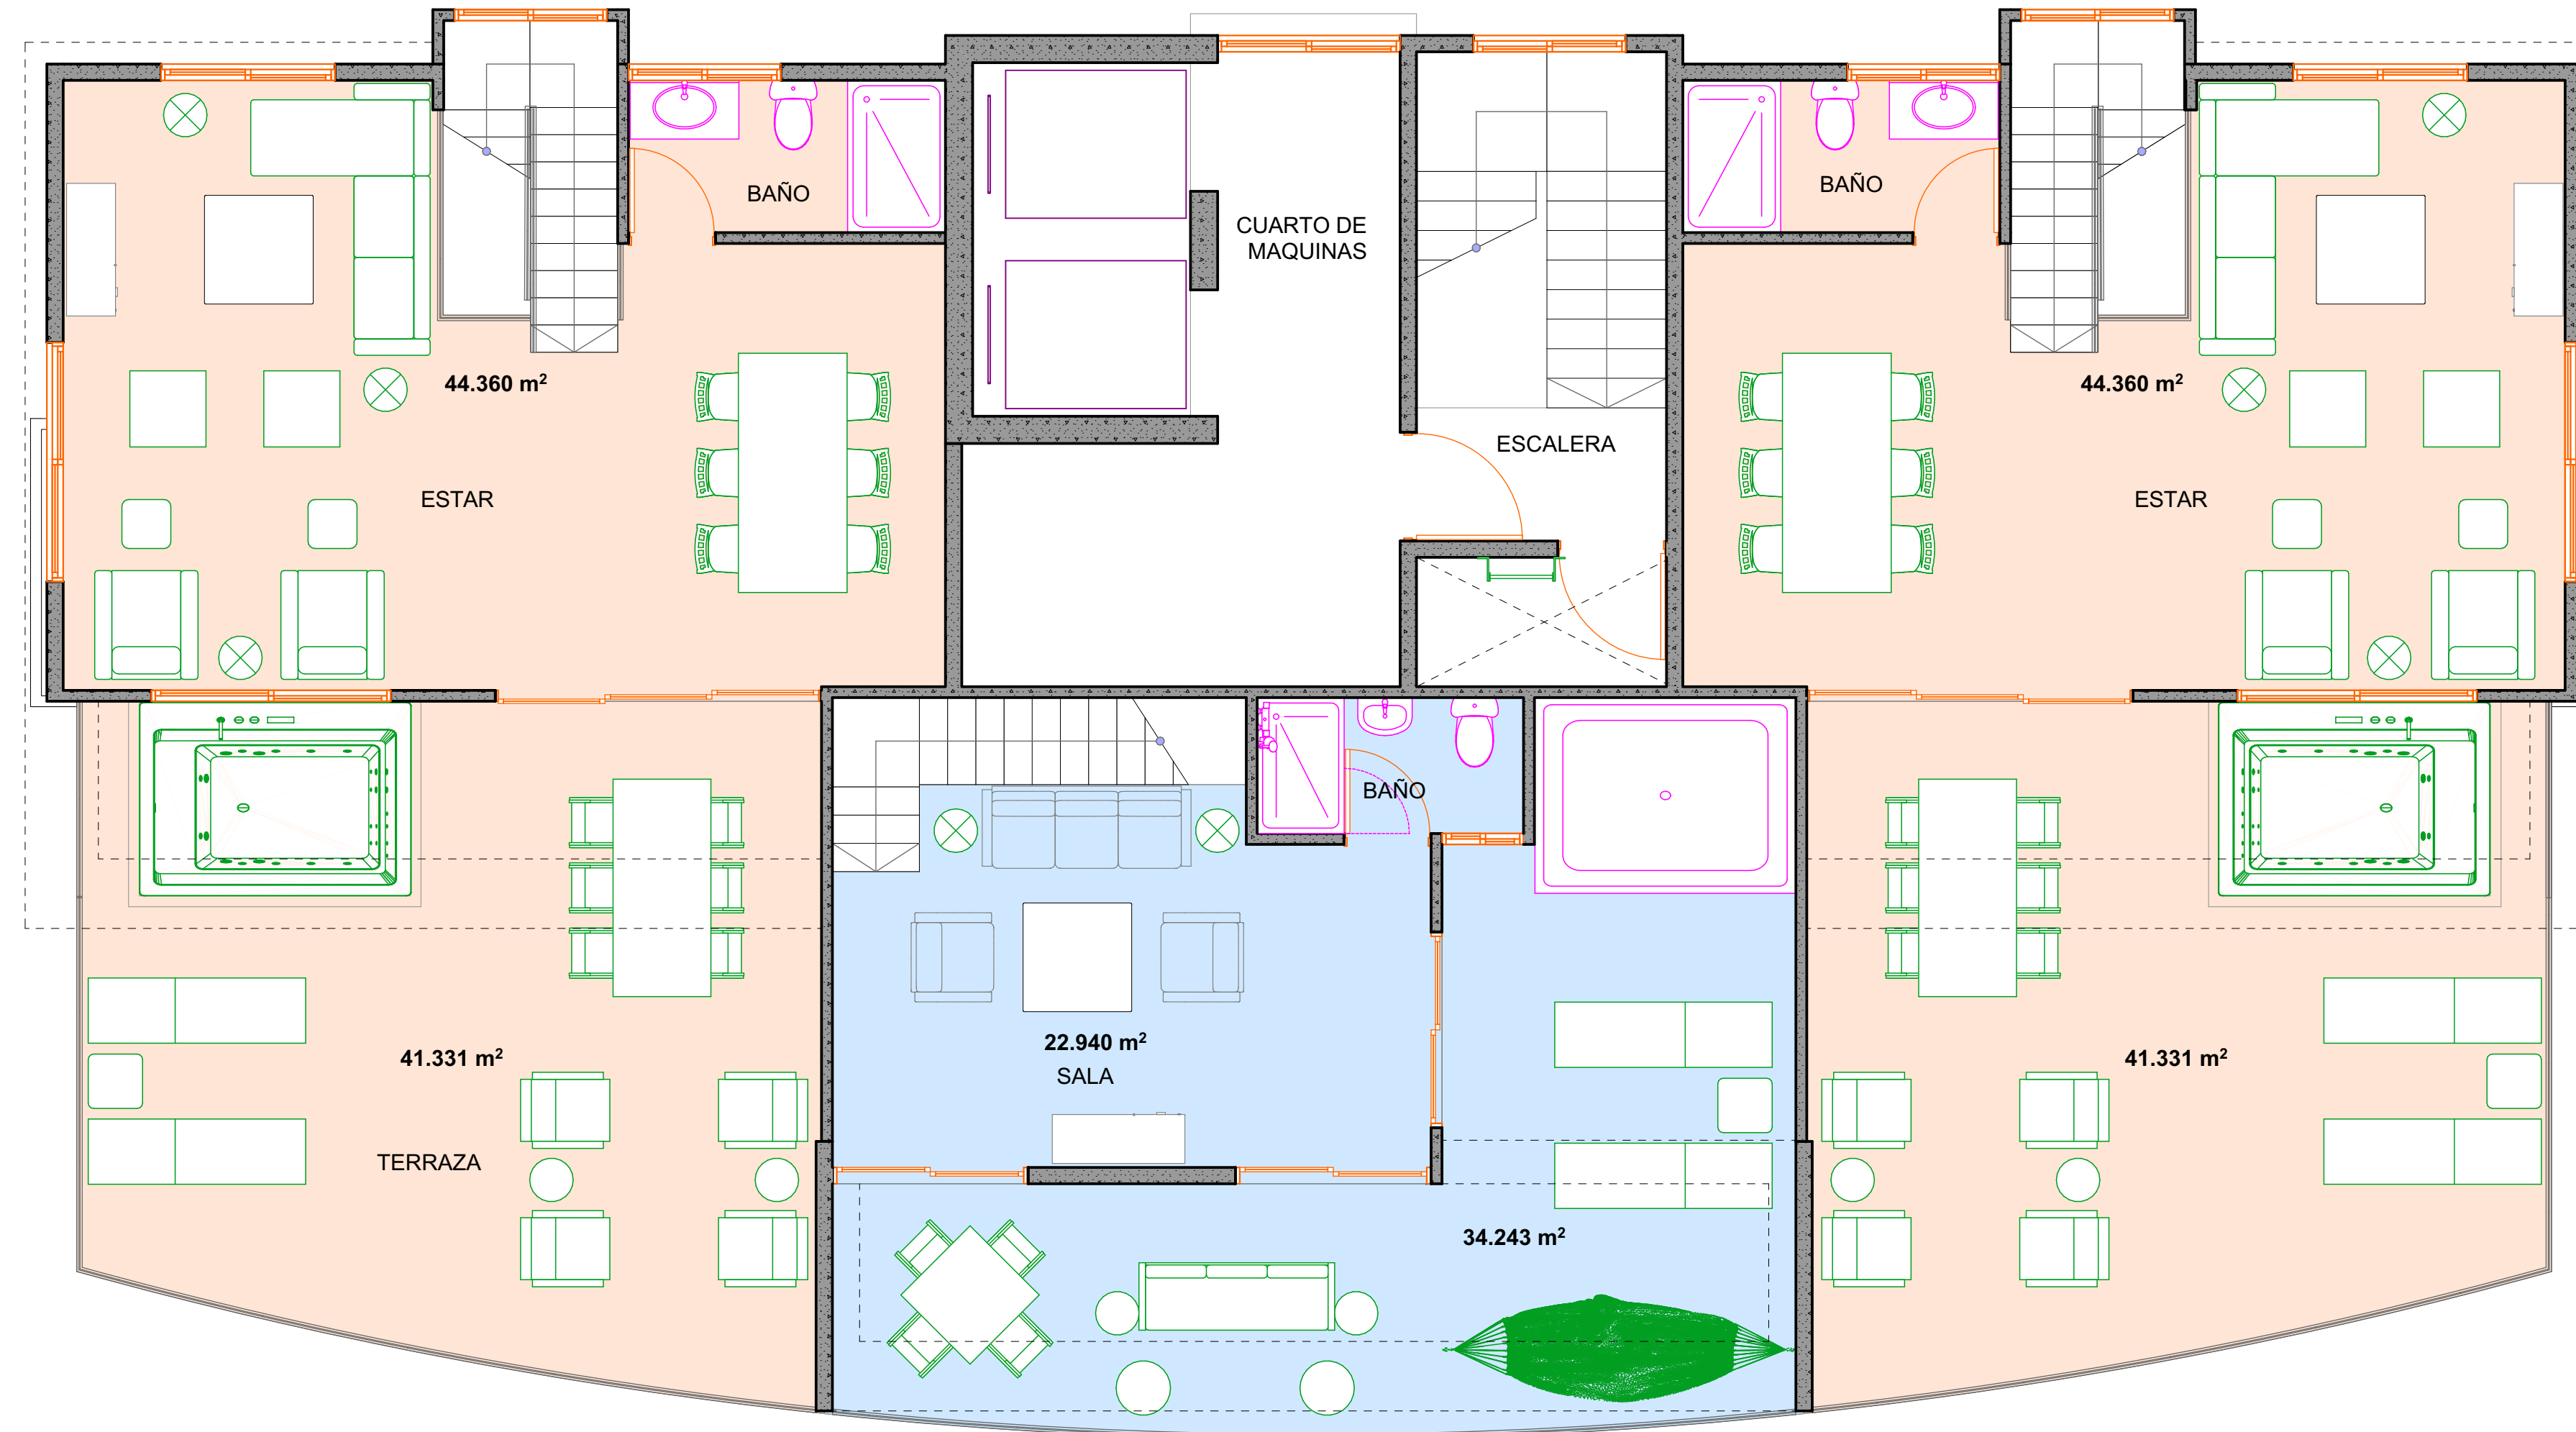 BAÑO
BAÑO
CUARTO DE
MAQUINAS
44.360 m²
44.360 m²
ESCALERA
ESTAR
ESTAR
BAÑO
22.940 m²
SALA
41.331 m²
41.331 m²
TERRAZA
34.243 m²